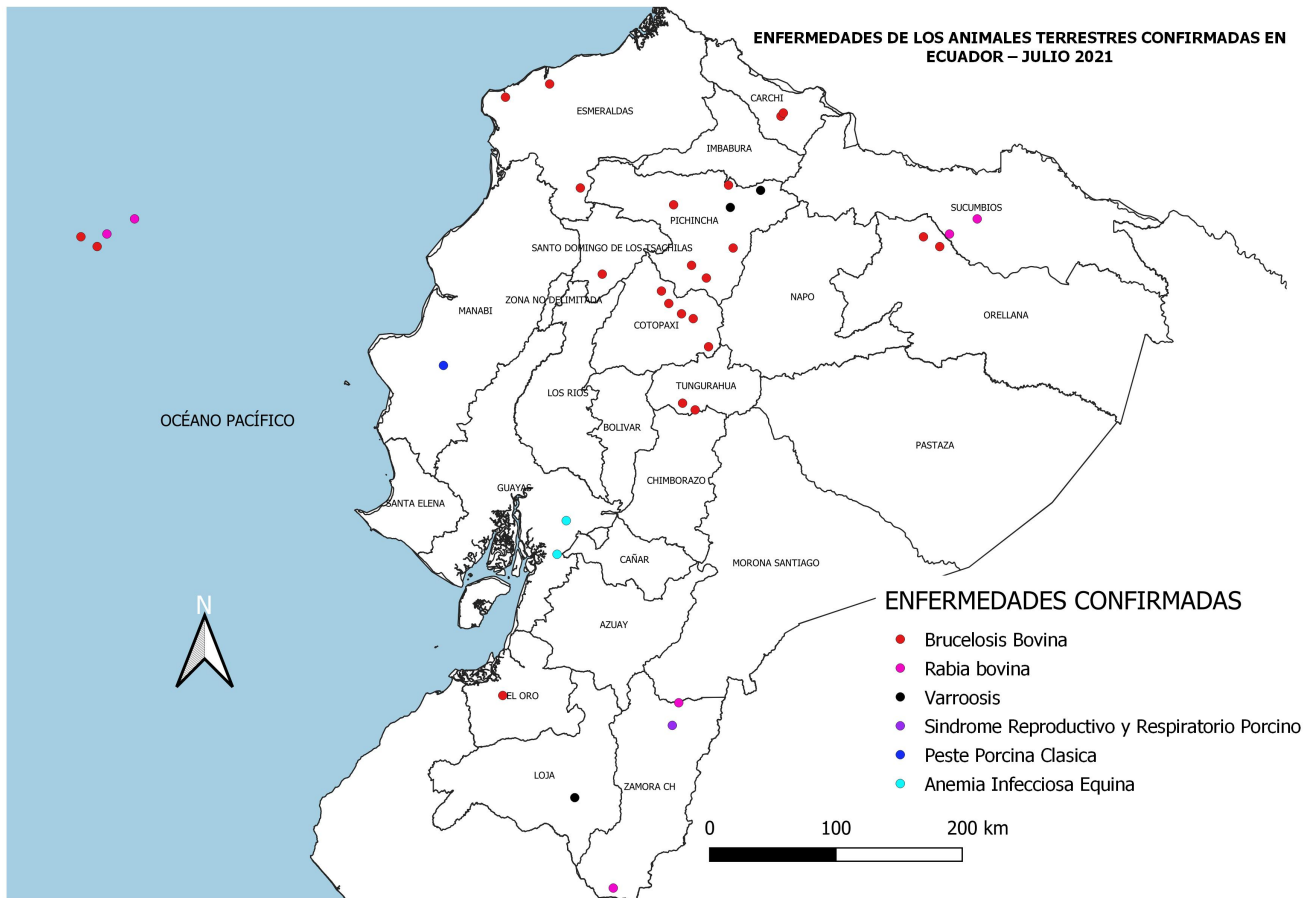 ENFERMEDADES DE LOS ANIMALES TERRESTRES CONFIRMADAS EN
ECUADOR – JULIO 2021
CARCHI
ESMERALDAS
IMBABURA
SUCUMBIOS
PICHINCHA
SANTO DOMINGO DE LOS TSACHILAS
NAPO
ZONA NO DELIMITADA
MANABI
ORELLANA
COTOPAXI
TUNGURAHUA
LOS RIOS
OCÉANO PACÍFICO
BOLIVAR
PASTAZA
CHIMBORAZO
GUAYAS
SANTA ELENA
CAÑAR
MORONA SANTIAGO
N
ENFERMEDADES CONFIRMADAS
AZUAY
Brucelosis Bovina
Rabia bovina
EL ORO
Varroosis
Sindrome Reproductivo y Respiratorio Porcino
Peste Porcina Clasica
LOJA
ZAMORA CH
Anemia Infecciosa Equina
0 100 200 km